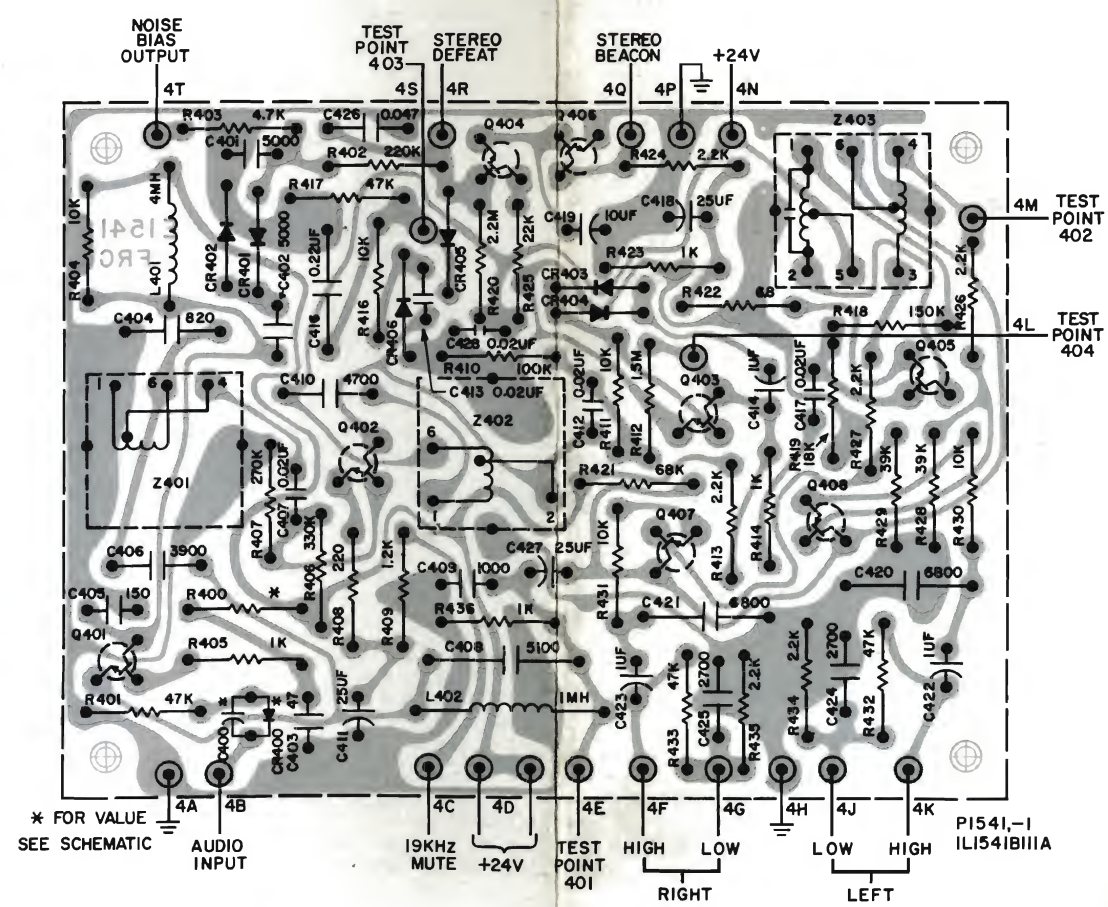 NOISE
BIAS
OUTPUT
TEST
POINT
403
STEREO
DEFEAT
STEREO
BEACON
+24V
4T
4S
4R
4Q
4P
4N
R403
4.7K
C426
0.047
Q404
Q406
Z403
C401
5000
R402
220K
R424
2.2K
1
6
4
R417
47K
10K
4MH
C418
25UF
4M
TEST
POINT
402
C419
10UF
E1541
FRC
R404
L401
CR402
CR401
C402 5000
0.22UF
10K
CR405
2.2M
22K
R423
1K
CR403
CR404
2
5
3
2.2K
R422
68
C416
R416
CR406
R420
R425
R418
150K
R426
4L
TEST
POINT
404
C404
820
C428
0.02UF
R410
100K
C413 0.02UF
Q405
1
6
4
C410
4700
Z402
0.02UF
10K
1.5M
Q403
1UF
0.02UF
2.2K
C412
R411
R412
C414
C417
R419
18K
R427
Q402
6
Z401
270K
0.02UF
R407
C407
1
2
R421
68K
2.2K
1K
Q408
39K
39K
10K
R429
R428
R430
330K
R406
220
R408
1.2K
R409
C427
25UF
10K
R431
Q407
R413
R414
C406
3900
C409
1000
C420
6800
C405
150
R400
*
R436
1K
C421
6800
Q401
R405
1K
C408
5100
1UF
C423
47K
2700
2.2K
2.2K
2700
47K
1UF
C422
R401
47K
*
C400
*
CR400
47
C403
25UF
C411
L402
1MH
R433
C425
R435
R434
C424
R432
4A
4B
4C
4D
4E
4F
4G
4H
4J
4K
* FOR VALUE
SEE SCHEMATIC
AUDIO
INPUT
19KHz
MUTE
+24V
TEST
POINT
401
HIGH
LOW
RIGHT
LOW
HIGH
LEFT
P1541,-1
1L1541B111A